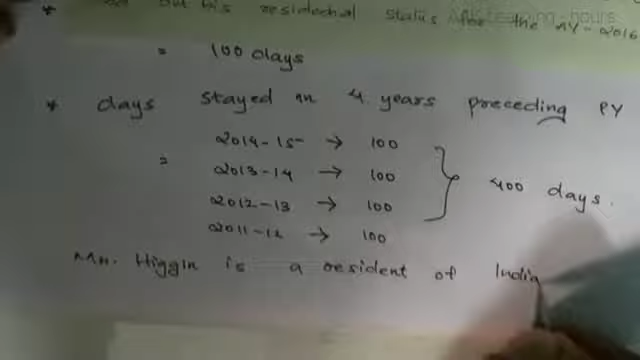 * out his residential status for the AY-2016
= 100 days
* days stayed in 4 years preceding PY
2014-15 → 100
= 2013-14 → 100 400 days.
2012-13 → 100
2011-12 → 100
Mr. Higgin is a resident of India